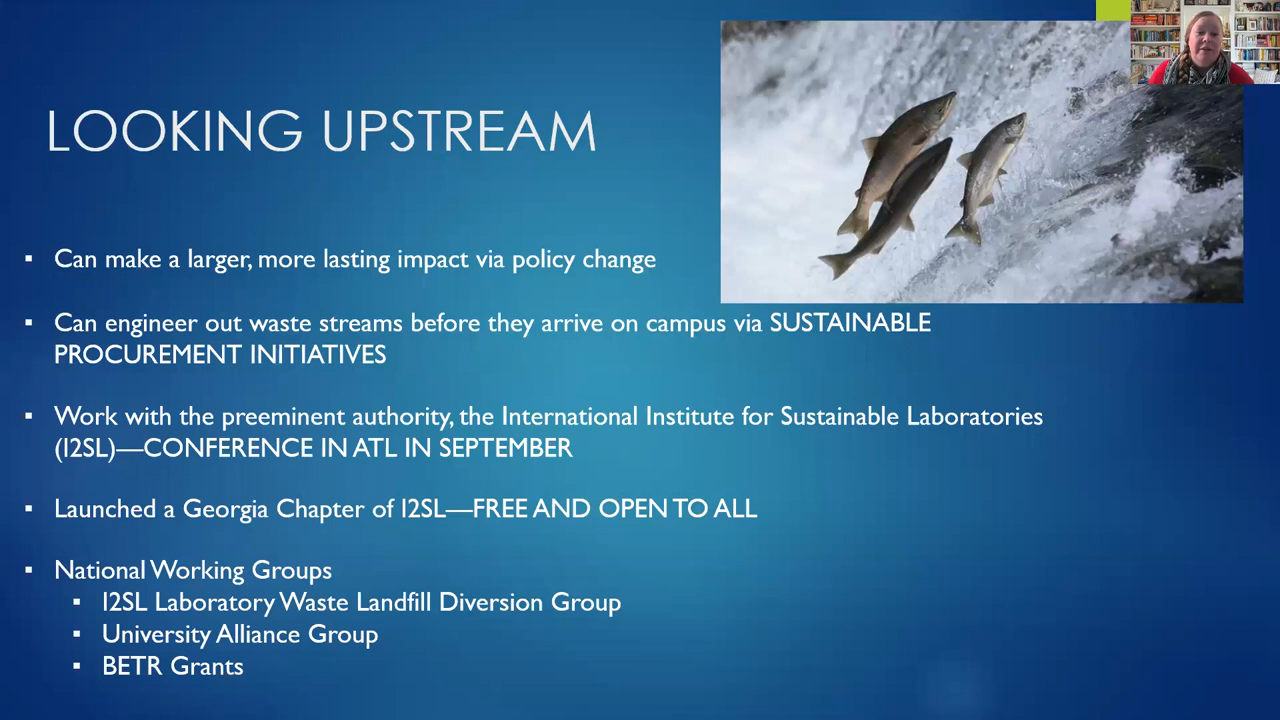 LOOKING UPSTREAM
▪ Can make a larger, more lasting impact via policy change
▪ Can engineer out waste streams before they arrive on campus via SUSTAINABLE
PROCUREMENT INITIATIVES
▪ Work with the preeminent authority, the International Institute for Sustainable Laboratories
(I2SL)—CONFERENCE IN ATL IN SEPTEMBER
▪ Launched a Georgia Chapter of I2SL—FREE AND OPEN TO ALL
▪ National Working Groups
▪ I2SL Laboratory Waste Landfill Diversion Group
▪ University Alliance Group
▪ BETR Grants